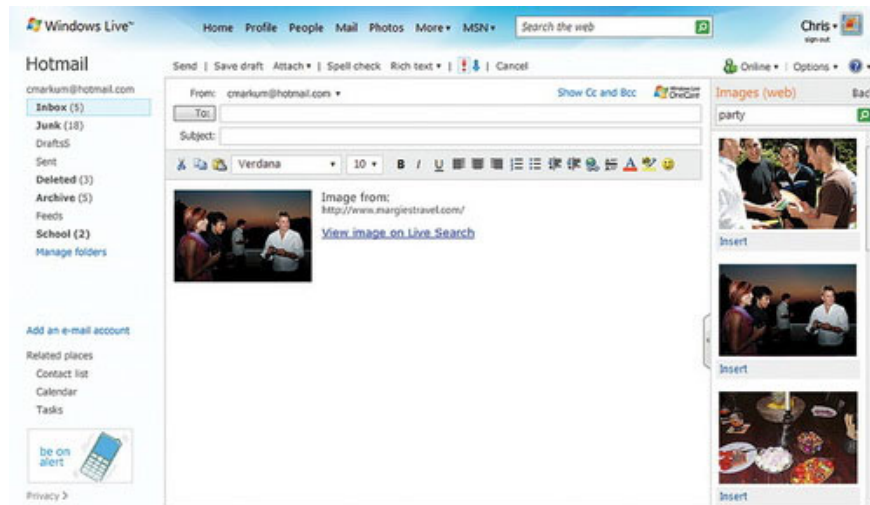 Windows Live™
Home Profile People Mail Photos More MSN Search the web
Chris
sign out
Hotmail
Send | Save draft Attach | Spell check Rich text | | Cancel
Online | Options
cmarkum@hotmail.com
Inbox (5)
Junk (18)
Drafts5
Sent
Deleted (3)
Archive (5)
Feeds
School (2)
Manage folders
Add an e-mail account
Related places
Contact list
Calendar
Tasks
be on
alert
Privacy
From: cmarkum@hotmail.com Show Cc and Bcc Windows Live OneCare
To:
Subject:
Verdana 10 B I U A
Image from:
http://www.margiestravel.com/
View image on Live Search
Images (web) Bac
party
Insert
Insert
Insert